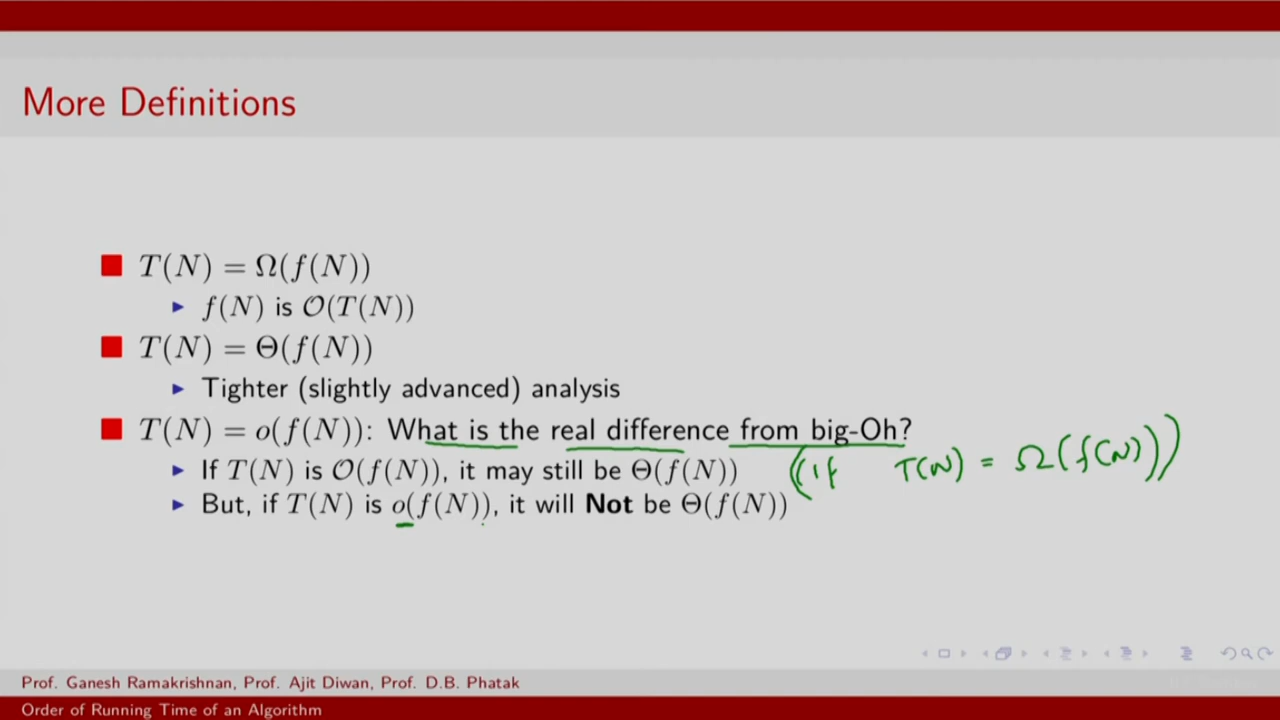 More Definitions
T(N) = Ω(f(N))
f(N) is O(T(N))
T(N) = Θ(f(N))
Tighter (slightly advanced) analysis
T(N) = o(f(N)): What is the real difference from big-Oh?
If T(N) is O(f(N)), it may still be Θ(f(N)) (If T(N) = Ω(f(N)))
But, if T(N) is o(f(N)), it will Not be Θ(f(N))
Prof. Ganesh Ramakrishnan, Prof. Ajit Diwan, Prof. D.B. Phatak
Order of Running Time of an Algorithm